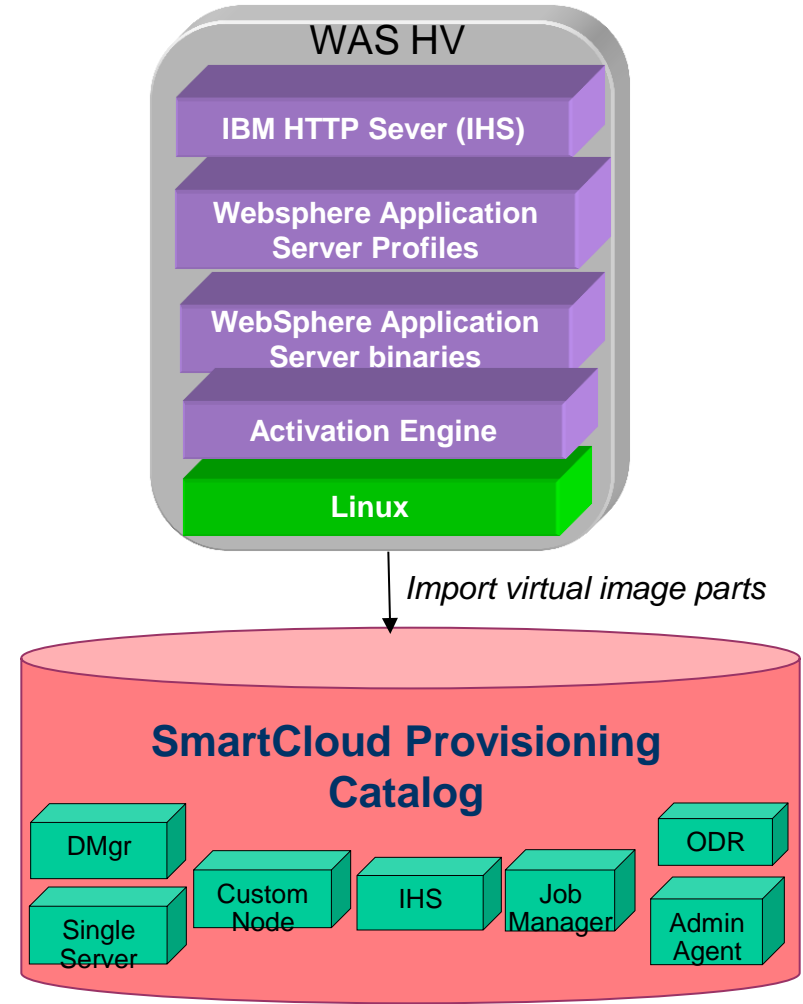 WAS HV
IBM HTTP Sever (IHS)
Websphere Application
Server Profiles
WebSphere Application
Server binaries
Activation Engine
Linux
Import virtual image parts
SmartCloud Provisioning
Catalog
DMgr
Single
Server
Custom
Node
IHS
Job
Manager
ODR
Admin
Agent